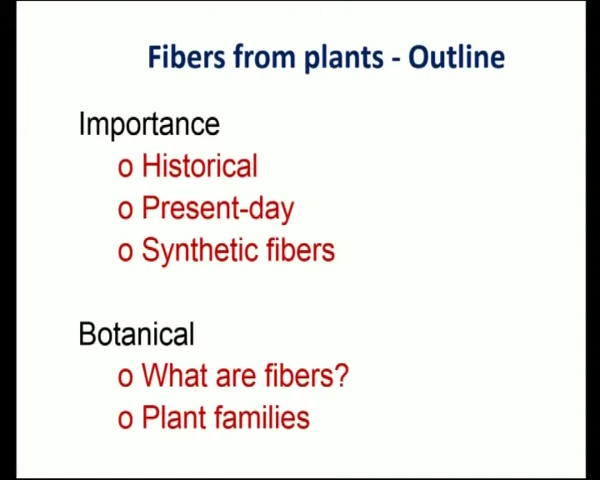 Fibers from plants - Outline
Importance
o Historical
o Present-day
o Synthetic fibers
Botanical
o What are fibers?
o Plant families